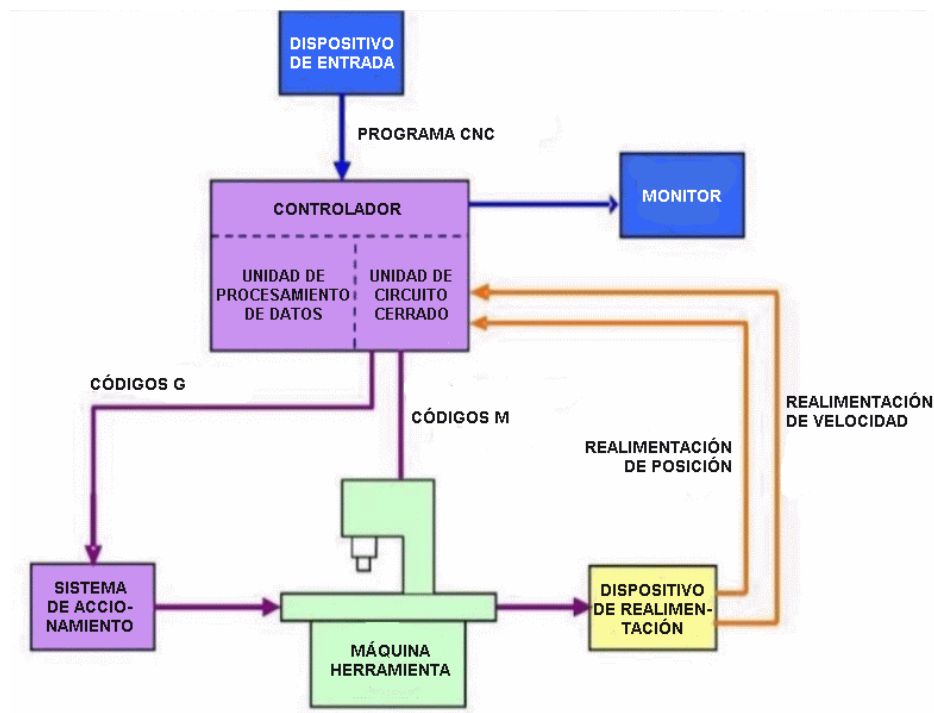 DISPOSITIVO
DE ENTRADA
PROGRAMA CNC
MONITOR
CONTROLADOR
UNIDAD DE
PROCESAMIENTO
DE DATOS
UNIDAD DE
CIRCUITO
CERRADO
CÓDIGOS G
CÓDIGOS M
REALIMENTACIÓN
DE VELOCIDAD
REALIMENTACIÓN
DE POSICIÓN
SISTEMA
DE ACCIO-
NAMIENTO
MÁQUINA
HERRAMIENTA
DISPOSITIVO
DE REALIMEN-
TACIÓN